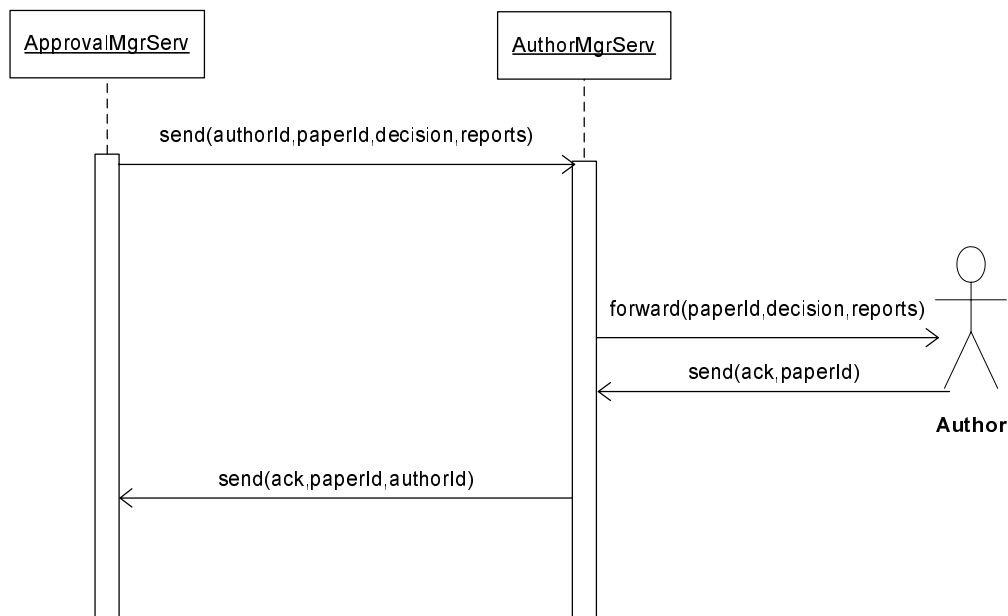 ApprovalMgrServ
AuthorMgrServ
send(authorId,paperId,decision,reports)
forward(paperId,decision,reports)
send(ack,paperId)
Author
send(ack,paperId,authorId)